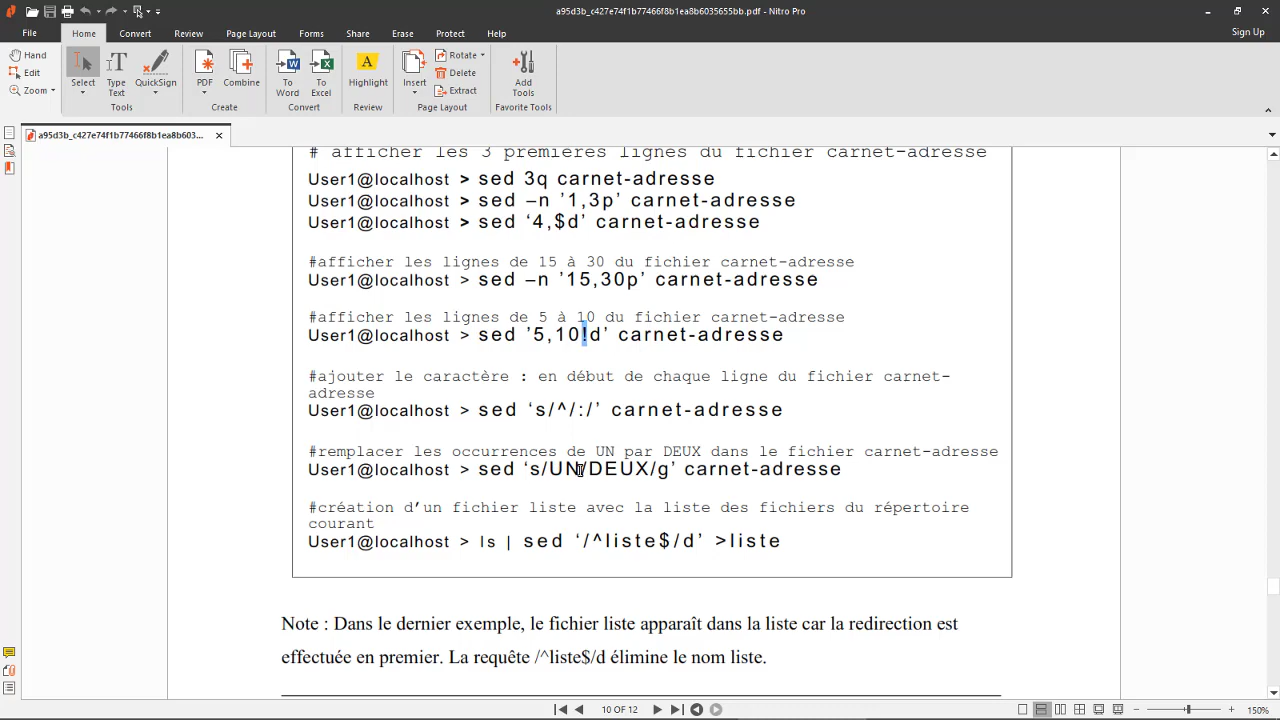 a95d3b_c427e74f1b77466f8b1ea8b6035655bb.pdf - Nitro Pro
File Home Convert Review Page Layout Forms Share Erase Protect Help
Sign Up
Hand
Edit
Zoom
Select
Type Text
QuickSign
PDF
Combine
To Word
To Excel
Highlight
Insert
Rotate
Delete
Extract
Add Tools
Tools Create Convert Review Page Layout Favorite Tools
a95d3b_c427e74f1b77466f8b1ea8b603...
# afficher les 3 premieres lignes du fichier carnet-adresse
User1@localhost > sed 3q carnet-adresse
User1@localhost > sed –n ’1,3p’ carnet-adresse
User1@localhost > sed ‘4,$d’ carnet-adresse
#afficher les lignes de 15 à 30 du fichier carnet-adresse
User1@localhost > sed –n ’15,30p’ carnet-adresse
#afficher les lignes de 5 à 10 du fichier carnet-adresse
User1@localhost > sed ’5,10!d’ carnet-adresse
#ajouter le caractère : en début de chaque ligne du fichier carnet-
adresse
User1@localhost > sed ‘s/^/:/’ carnet-adresse
#remplacer les occurrences de UN par DEUX dans le fichier carnet-adresse
User1@localhost > sed ‘s/UN/DEUX/g’ carnet-adresse
#création d’un fichier liste avec la liste des fichiers du répertoire
courant
User1@localhost > ls | sed ‘/^liste$/d’ >liste
Note : Dans le dernier exemple, le fichier liste apparaît dans la liste car la redirection est
effectuée en premier. La requête /^liste$/d élimine le nom liste.
10 OF 12
150%